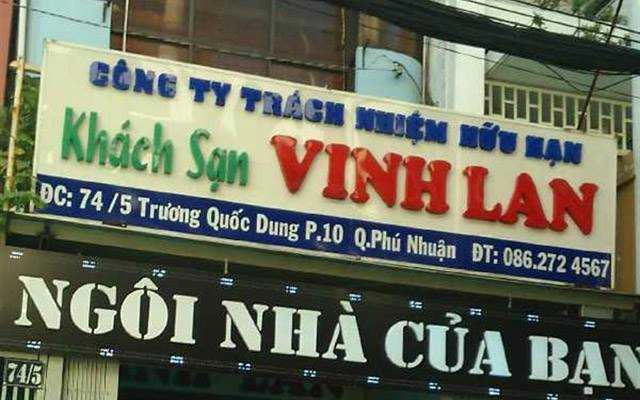 CÔNG TY TRÁCH NHIỆM HỮU HẠN
Khách Sạn VINH LAN
ĐC: 74 /5 Trương Quốc Dung P.10 Q.Phú Nhuận ĐT: 086.272 4567
NGÔI NHÀ CỦA BẠN
74/5